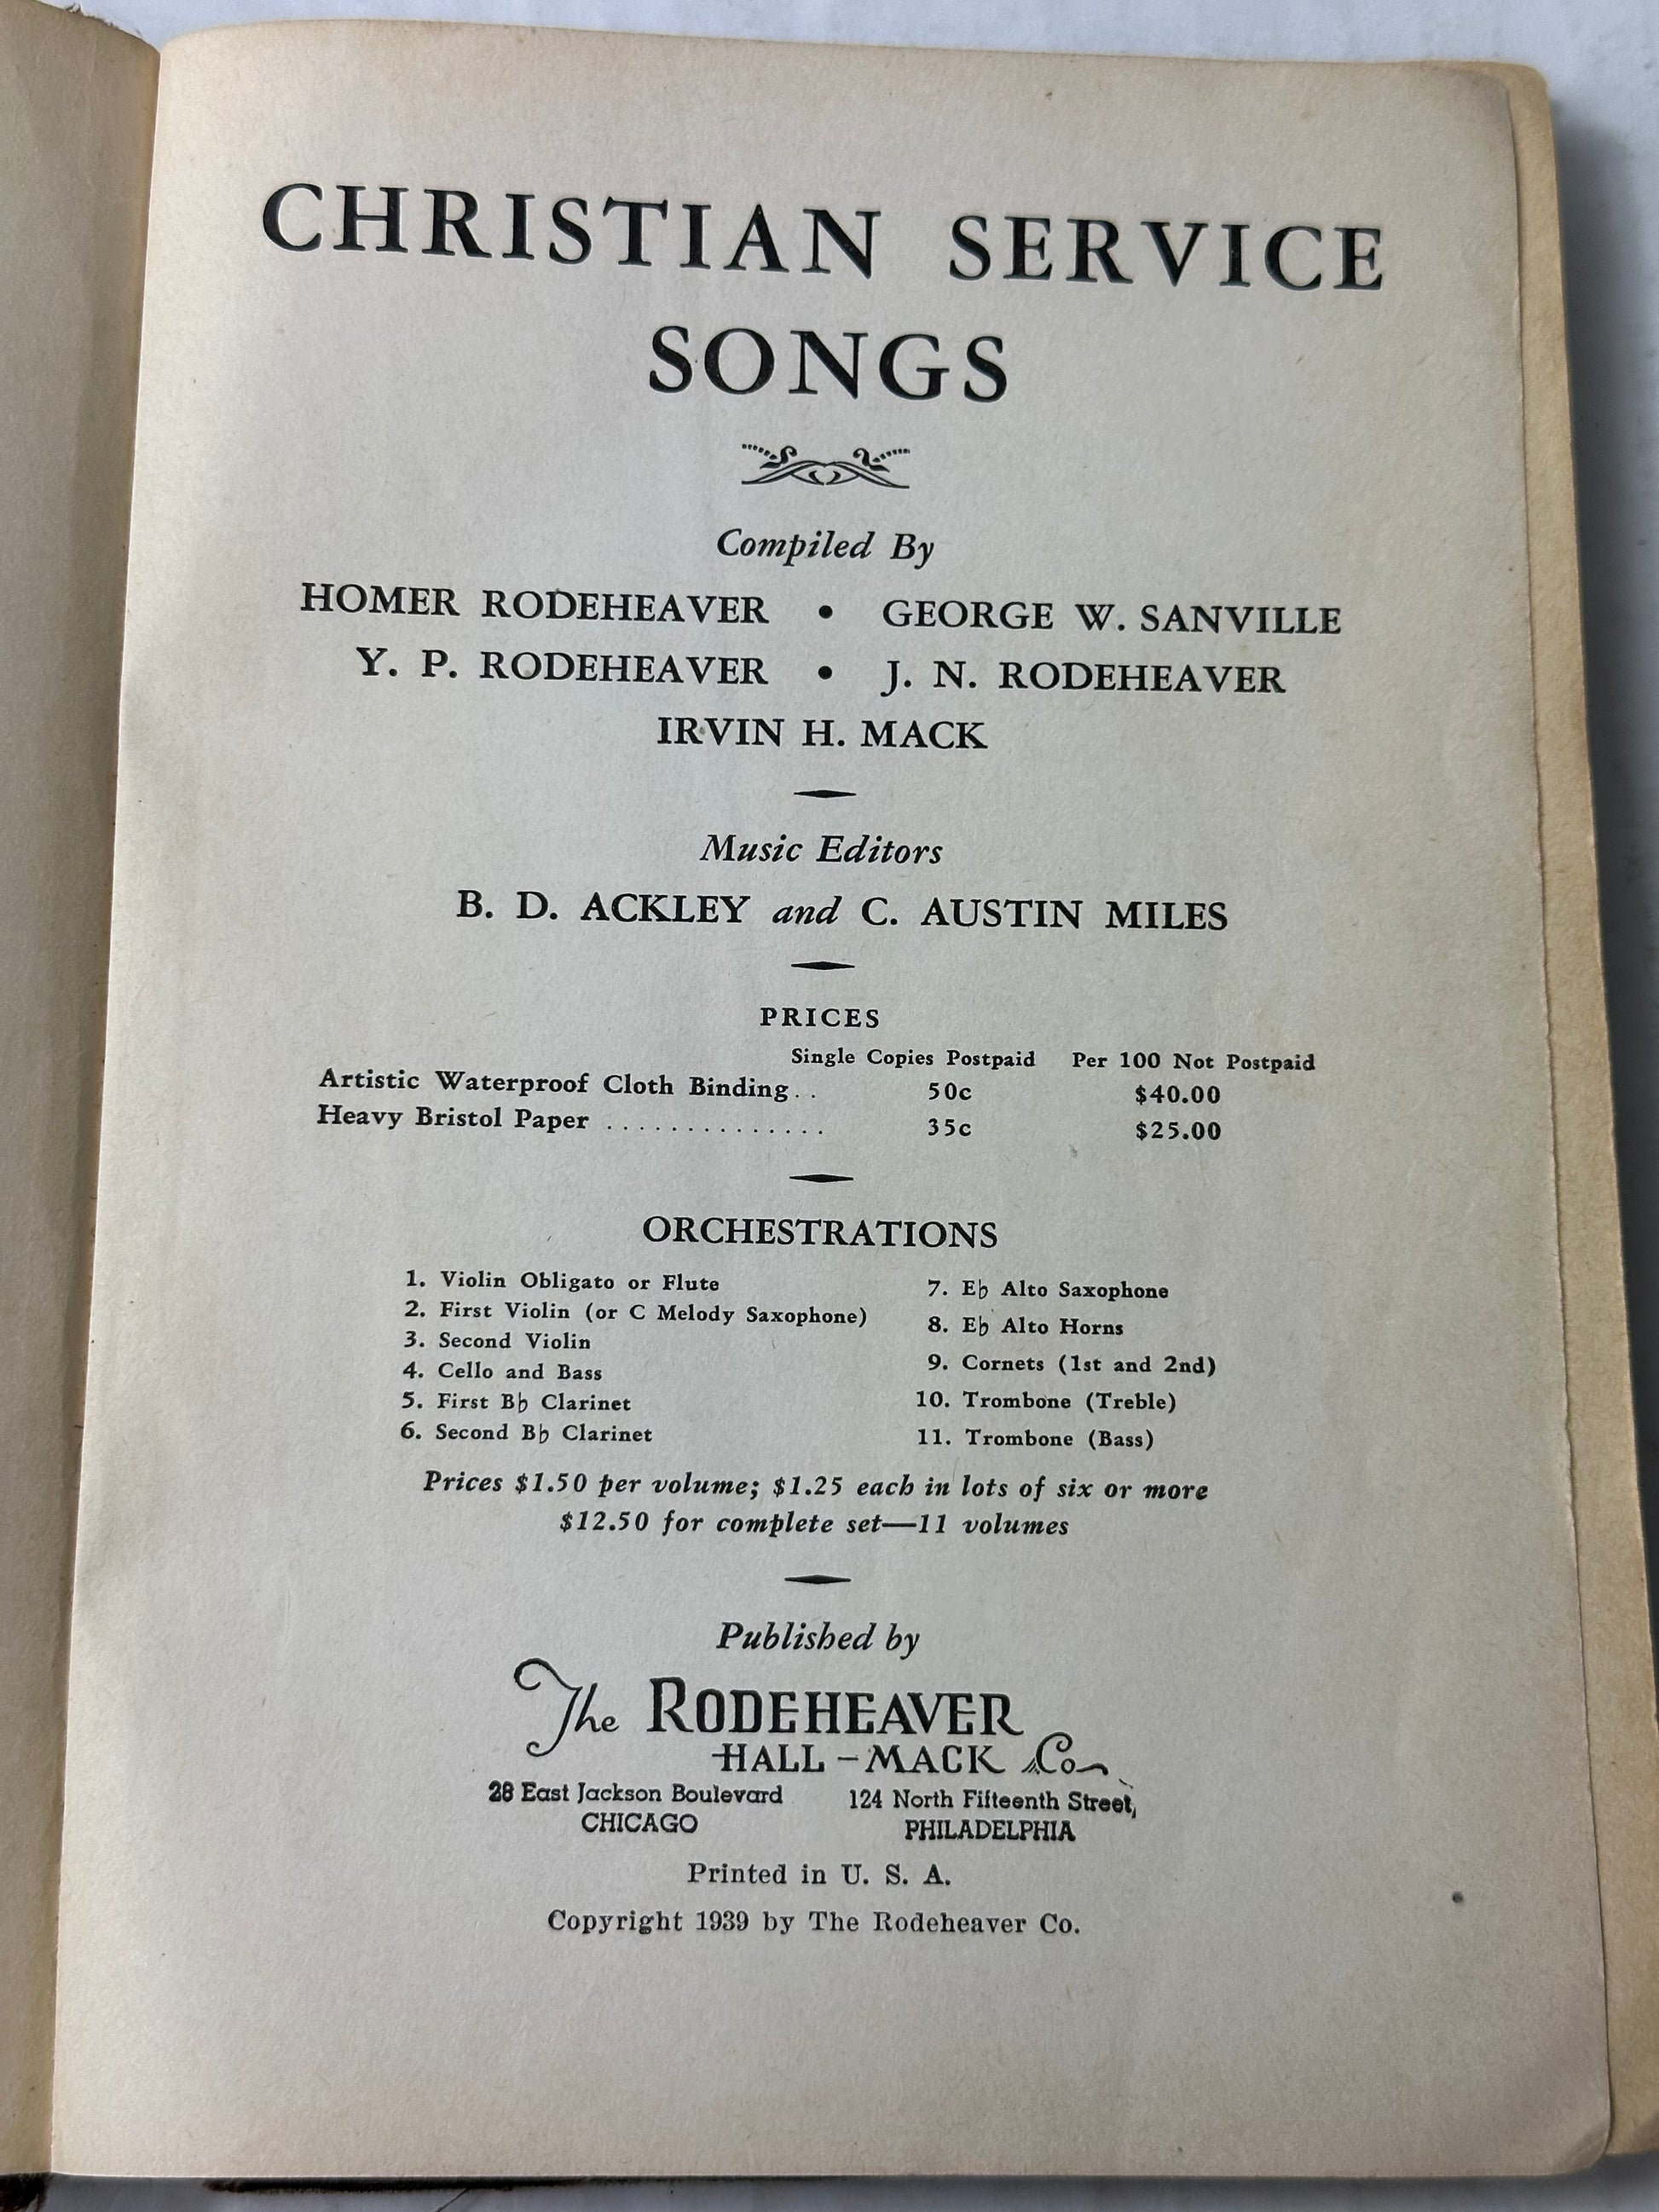 CHRISTIAN SERVICE
SONGS
Compiled By
HOMER RODEHEAVER • GEORGE W. SANVILLE
Y. P. RODEHEAVER • J. N. RODEHEAVER
IRVIN H. MACK
Music Editors
B. D. ACKLEY and C. AUSTIN MILES
PRICES
Single Copies Postpaid Per 100 Not Postpaid
Artistic Waterproof Cloth Binding . . 50c $40.00
Heavy Bristol Paper . . . . . . . . . . . . . . 35c $25.00
ORCHESTRATIONS
1. Violin Obligato or Flute
2. First Violin (or C Melody Saxophone)
3. Second Violin
4. Cello and Bass
5. First B♭ Clarinet
6. Second B♭ Clarinet
7. E♭ Alto Saxophone
8. E♭ Alto Horns
9. Cornets (1st and 2nd)
10. Trombone (Treble)
11. Trombone (Bass)
Prices $1.50 per volume; $1.25 each in lots of six or more
$12.50 for complete set—11 volumes
Published by
The RODEHEAVER
HALL-MACK Co
28 East Jackson Boulevard 124 North Fifteenth Street,
CHICAGO PHILADELPHIA
Printed in U. S. A.
Copyright 1939 by The Rodeheaver Co.